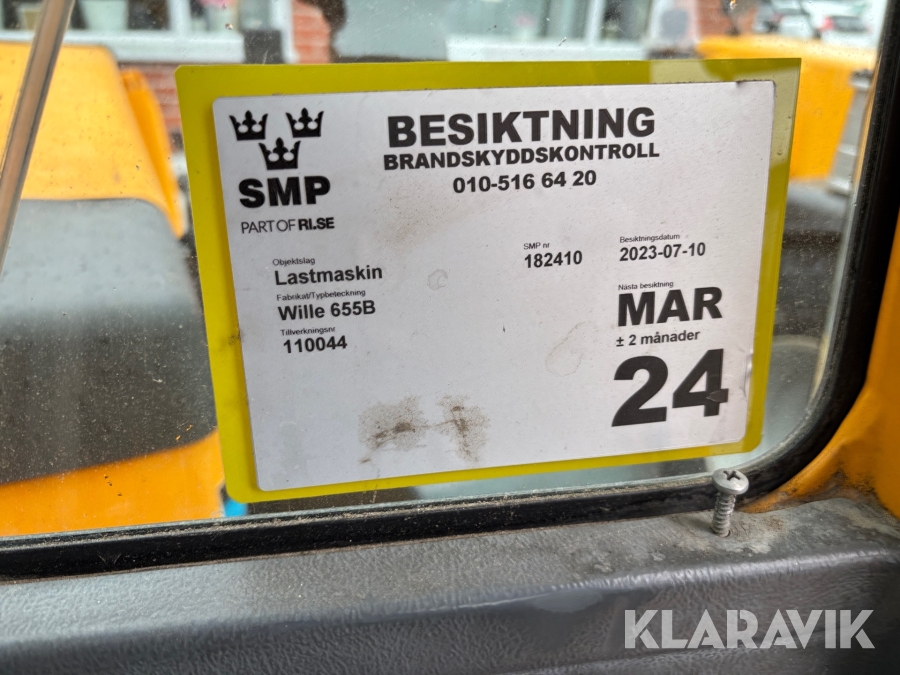 BESIKTNING
BRANDSKYDDSKONTROLL
010-516 64 20
SMP
PART OF RI.SE
Objektslag
Lastmaskin
Fabrikat/Typbeteckning
Wille 655B
Tillverkningsnr
110044
SMP nr
182410
Besiktningsdatum
2023-07-10
Nästa besiktning
MAR
± 2 månader
24
KLARAVIK